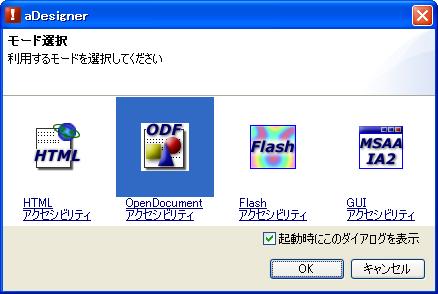 aDesigner
モード選択
利用するモードを選択してください
HTML
ODF
Flash
MSAA
IA2
HTML
アクセシビリティ
OpenDocument
アクセシビリティ
Flash
アクセシビリティ
GUI
アクセシビリティ
起動時にこのダイアログを表示
OK
キャンセル